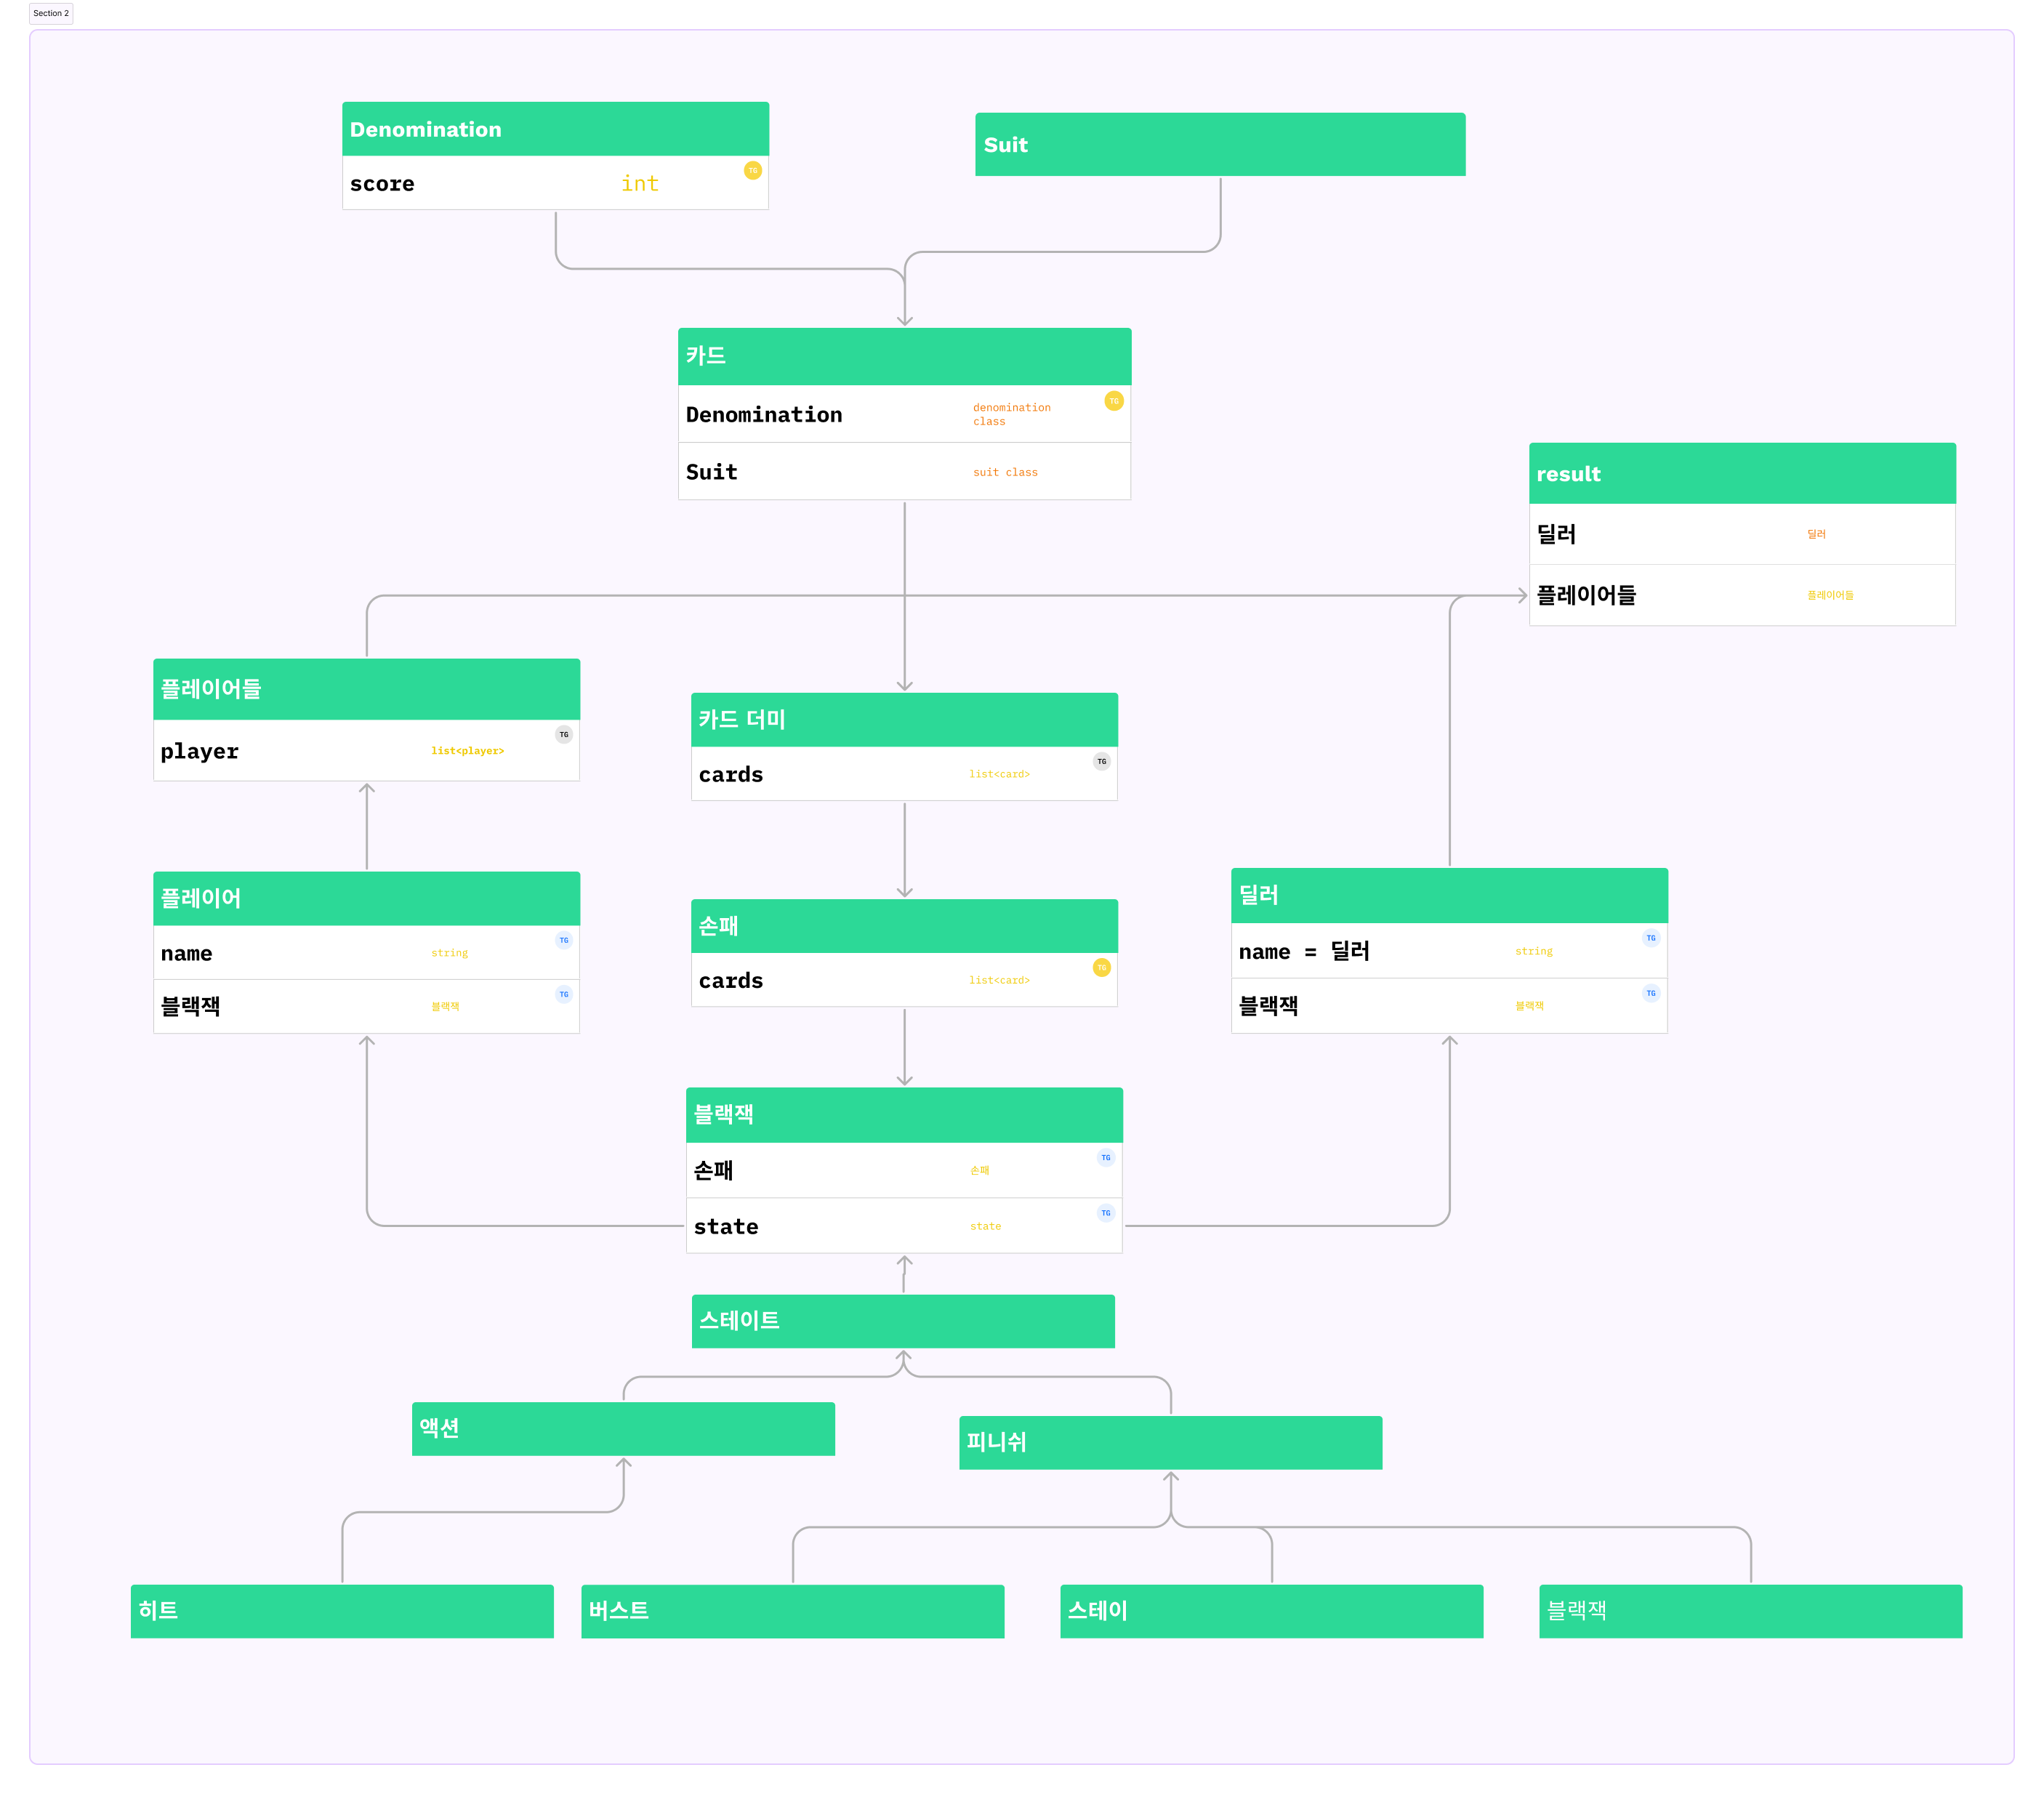 Section 2
Denomination
score int TG
Suit
카드
Denomination denomination class TG
Suit suit class
result
딜러 딜러
플레이어들 플레이어들
플레이어들
player list<player> TG
카드 더미
cards list<card> TG
플레이어
name string TG
블랙잭 블랙잭 TG
손패
cards list<card> TG
딜러
name = 딜러 string TG
블랙잭 블랙잭 TG
블랙잭
손패 손패 TG
state state TG
스테이트
액션
피니쉬
히트
버스트
스테이
블랙잭